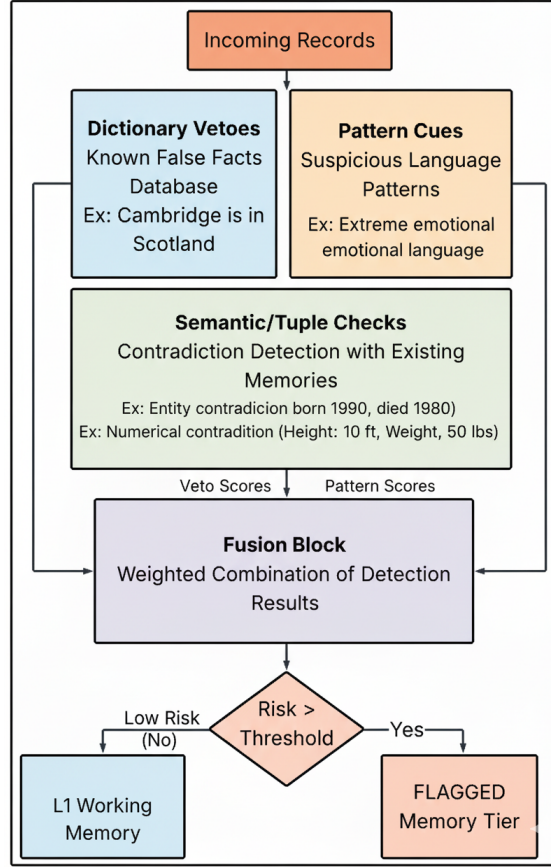 Incoming Records
Dictionary Vetoes
Known False Facts
Database
Ex: Cambridge is in
Scotland
Pattern Cues
Suspicious Language
Patterns
Ex: Extreme emotional
emotional language
Semantic/Tuple Checks
Contradiction Detection with Existing
Memories
Ex: Entity contradicion born 1990, died 1980)
Ex: Numerical contradition (Height: 10 ft, Weight, 50 lbs)
Veto Scores
Pattern Scores
Fusion Block
Weighted Combination of Detection
Results
Risk >
Threshold
Low Risk
(No)
Yes
L1 Working
Memory
FLAGGED
Memory Tier